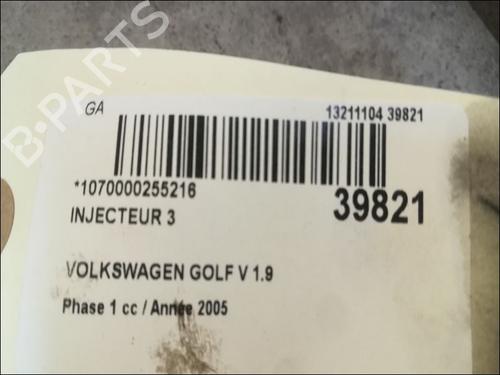 GA
13211104 39821
*1070000255216
39821
INJECTEUR 3
VOLKSWAGEN GOLF V 1.9
Phase 1 cc / Année 2005
B-PARTS